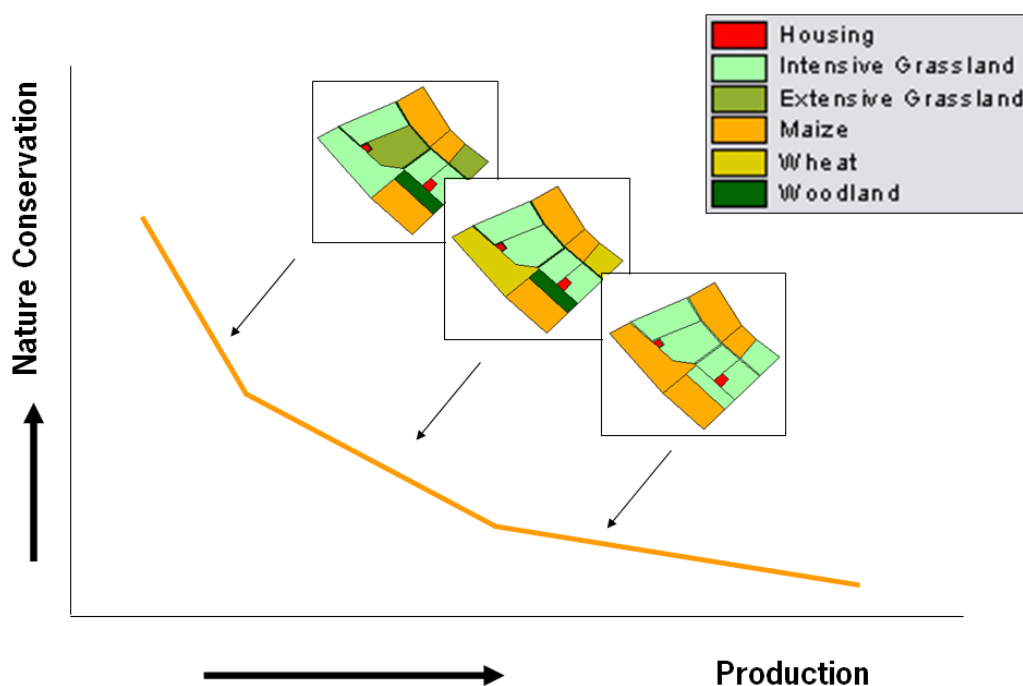 Housing
Intensive Grassland
Extensive Grassland
Maize
Wheat
Woodland
Nature Conservation
Production